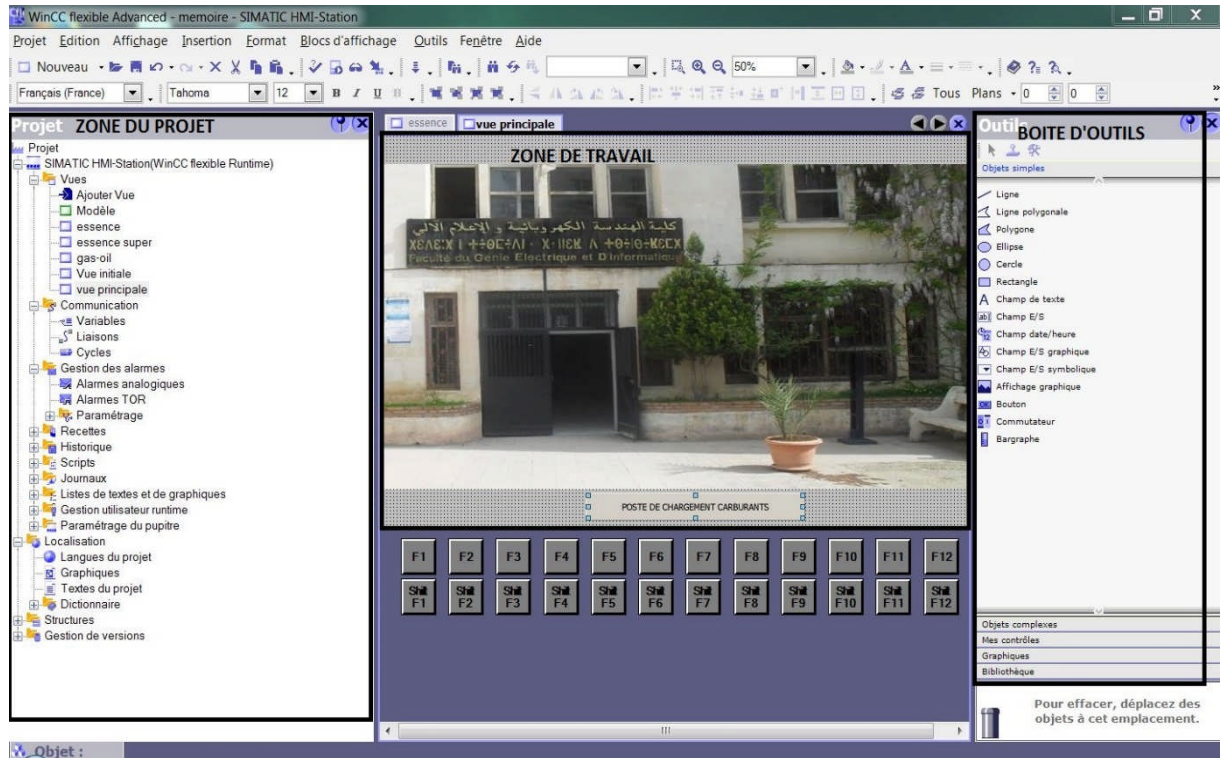 WinCC flexible Advanced - memoire - SIMATIC HMI-Station
Projet Edition Affichage Insertion Format Blocs d'affichage Outils Fenêtre Aide
Nouveau 50%
Français (France) Tahoma 12 B I U Tous Plans - 0 0
Projet ZONE DU PROJET
Projet
SIMATIC HMI-Station(WinCC flexible Runtime)
Vues
Ajouter Vue
Modèle
essence
essence super
gas-oil
Vue initiale
vue principale
Communication
Variables
Liaisons
Cycles
Gestion des alarmes
Alarmes analogiques
Alarmes TOR
Paramétrage
Recettes
Historique
Scripts
Journaux
Listes de textes et de graphiques
Gestion utilisateur runtime
Paramétrage du pupitre
Localisation
Langues du projet
Graphiques
Textes du projet
Dictionnaire
Structures
Gestion de versions
essence vue principale
ZONE DE TRAVAIL
كلية الهندسة الكهربائية و الإعلام الآلي
Faculté du Génie Electrique et D'Informatique
POSTE DE CHARGEMENT CARBURANTS
F1 F2 F3 F4 F5 F6 F7 F8 F9 F10 F11 F12
Shift Shift Shift Shift Shift Shift Shift Shift Shift Shift Shift Shift
F1 F2 F3 F4 F5 F6 F7 F8 F9 F10 F11 F12
Outils BOITE D'OUTILS
Objets simples
Ligne
Ligne polygonale
Polygone
Ellipse
Cercle
Rectangle
Champ de texte
Champ E/S
Champ date/heure
Champ E/S graphique
Champ E/S symbolique
Affichage graphique
Bouton
Commutateur
Bargraphe
Objets complexes
Mes contrôles
Graphiques
Bibliothèque
Pour effacer, déplacez des
objets à cet emplacement.
Objet :